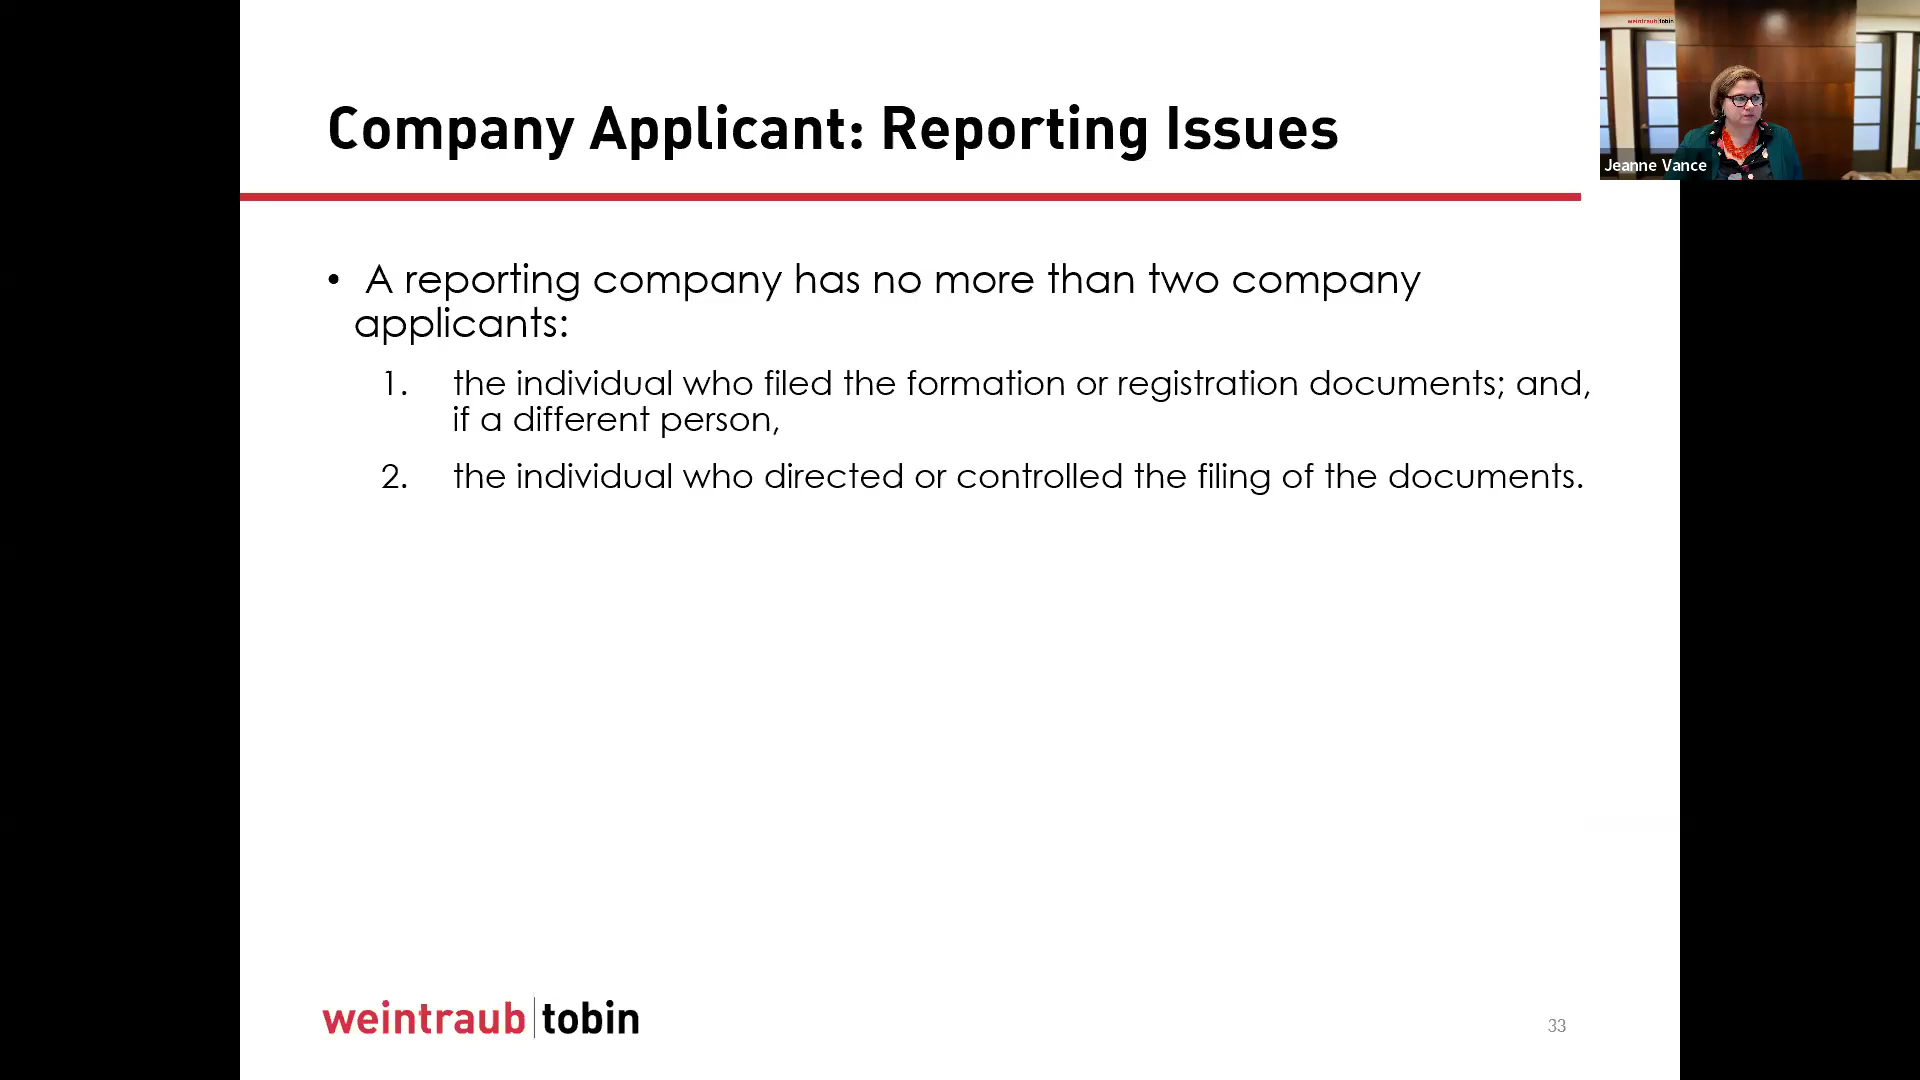 weintraub tobin
Company Applicant: Reporting Issues
Jeanne Vance
• A reporting company has no more than two company
applicants:
1. the individual who filed the formation or registration documents; and,
if a different person,
2. the individual who directed or controlled the filing of the documents.
weintraub|tobin
33